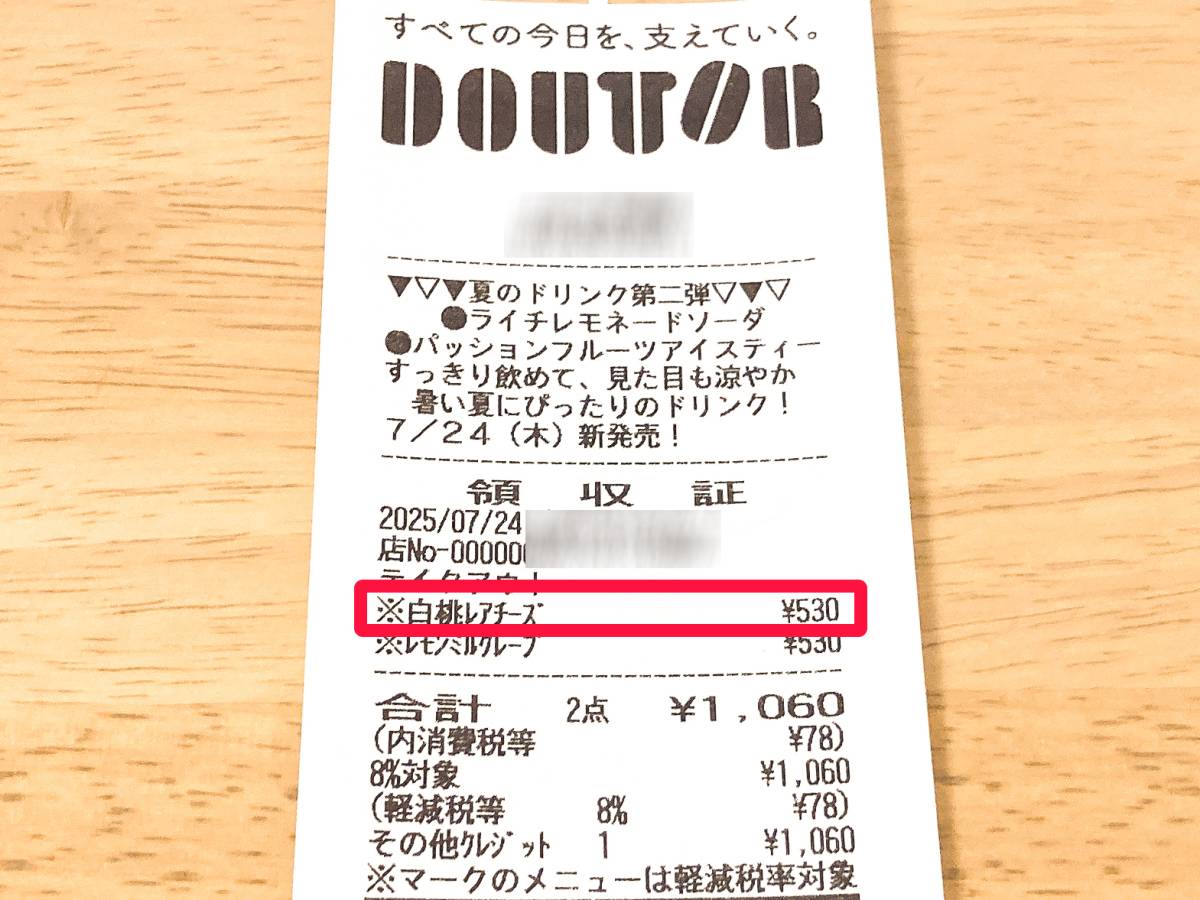 すべての今日を、支えていく。
DOUTOR
▼▽▼夏のドリンク第二弾▽▼▽
●ライチレモネードソーダ
●パッションフルーツアイスティー
すっきり飲めて、見た目も涼やか
暑い夏にぴったりのドリンク！
7／24（木）新発売！
領 収 証
2025/07/24
店No-000000
テイクアウト
※白桃ﾚｱﾁｰｽﾞ ¥530
※ﾚﾓﾝﾐﾙｸﾚｰﾌﾟ ¥530
合計 2点 ¥1,060
(内消費税等 ¥78)
8%対象 ¥1,060
(軽減税等 8% ¥78)
その他ｸﾚｼﾞｯﾄ 1 ¥1,060
※マークのメニューは軽減税率対象